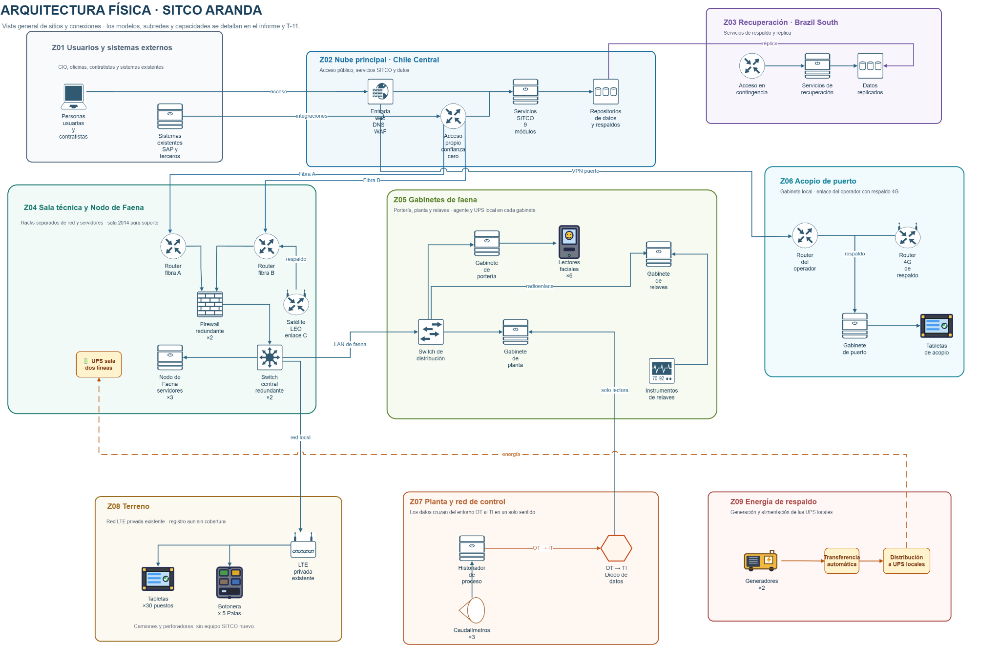 ARQUITECTURA FÍSICA · SITCO ARANDA
Vista general de sitios y conexiones · los modelos, subredes y capacidades se detallan en el informe y T-11.
Z01 Usuarios y sistemas externos
CIO, oficinas, contratistas y sistemas existentes
Personas
usuarias
y
contratistas
Sistemas
existentes
SAP y
terceros
acceso
integraciones
Z02 Nube principal · Chile Central
Acceso público, servicios SITCO y datos
Entrada
web
DNS ·
WAF
Acceso
propio
confianza
cero
Servicios
SITCO
9
módulos
Repositorios
de datos
y respaldos
Z03 Recuperación · Brazil South
Servicios de respaldo y réplica
réplica
Acceso en
contingencia
Servicios de
recuperación
Datos
replicados
Fibra A
Fibra B
VPN puerto
Z04 Sala técnica y Nodo de Faena
Racks separados de red y servidores · sala 2014 para soporte
Router
fibra A
Router
fibra B
respaldo
Firewall
redundante
×2
Satélite
LEO
enlace C
UPS sala
dos líneas
Nodo de
Faena
servidores
×3
Switch
central
redundante
×2
LAN de faena
Z05 Gabinetes de faena
Portería, planta y relaves · agente y UPS local en cada gabinete
Gabinete
de
portería
Lectores
faciales
×6
Gabinete
de
relaves
radioenlace
Switch de
distribución
Gabinete
de
planta
solo lectura
70 92
Instrumentos
de relaves
Z06 Acopio de puerto
Gabinete local · enlace del operador con respaldo 4G
Router
del
operador
respaldo
Router
4G
de
respaldo
Gabinete
de puerto
Tabletas
de acopio
red local
energía
Z08 Terreno
Red LTE privada existente · registro aun sin cobertura
LTE
privada
existente
Tabletas
×30 puestos
Botonera
x 5 Palas
Camiones y perforadoras: sin equipo SITCO nuevo.
Z07 Planta y red de control
Los datos cruzan del entorno OT al TI en un solo sentido
Historiador
de
proceso
OT → IT
OT → TI
Diodo de
datos
Caudalímetros
×3
Z09 Energía de respaldo
Generación y alimentación de las UPS locales
Generadores
×2
Transferencia
automática
Distribución
a UPS locales